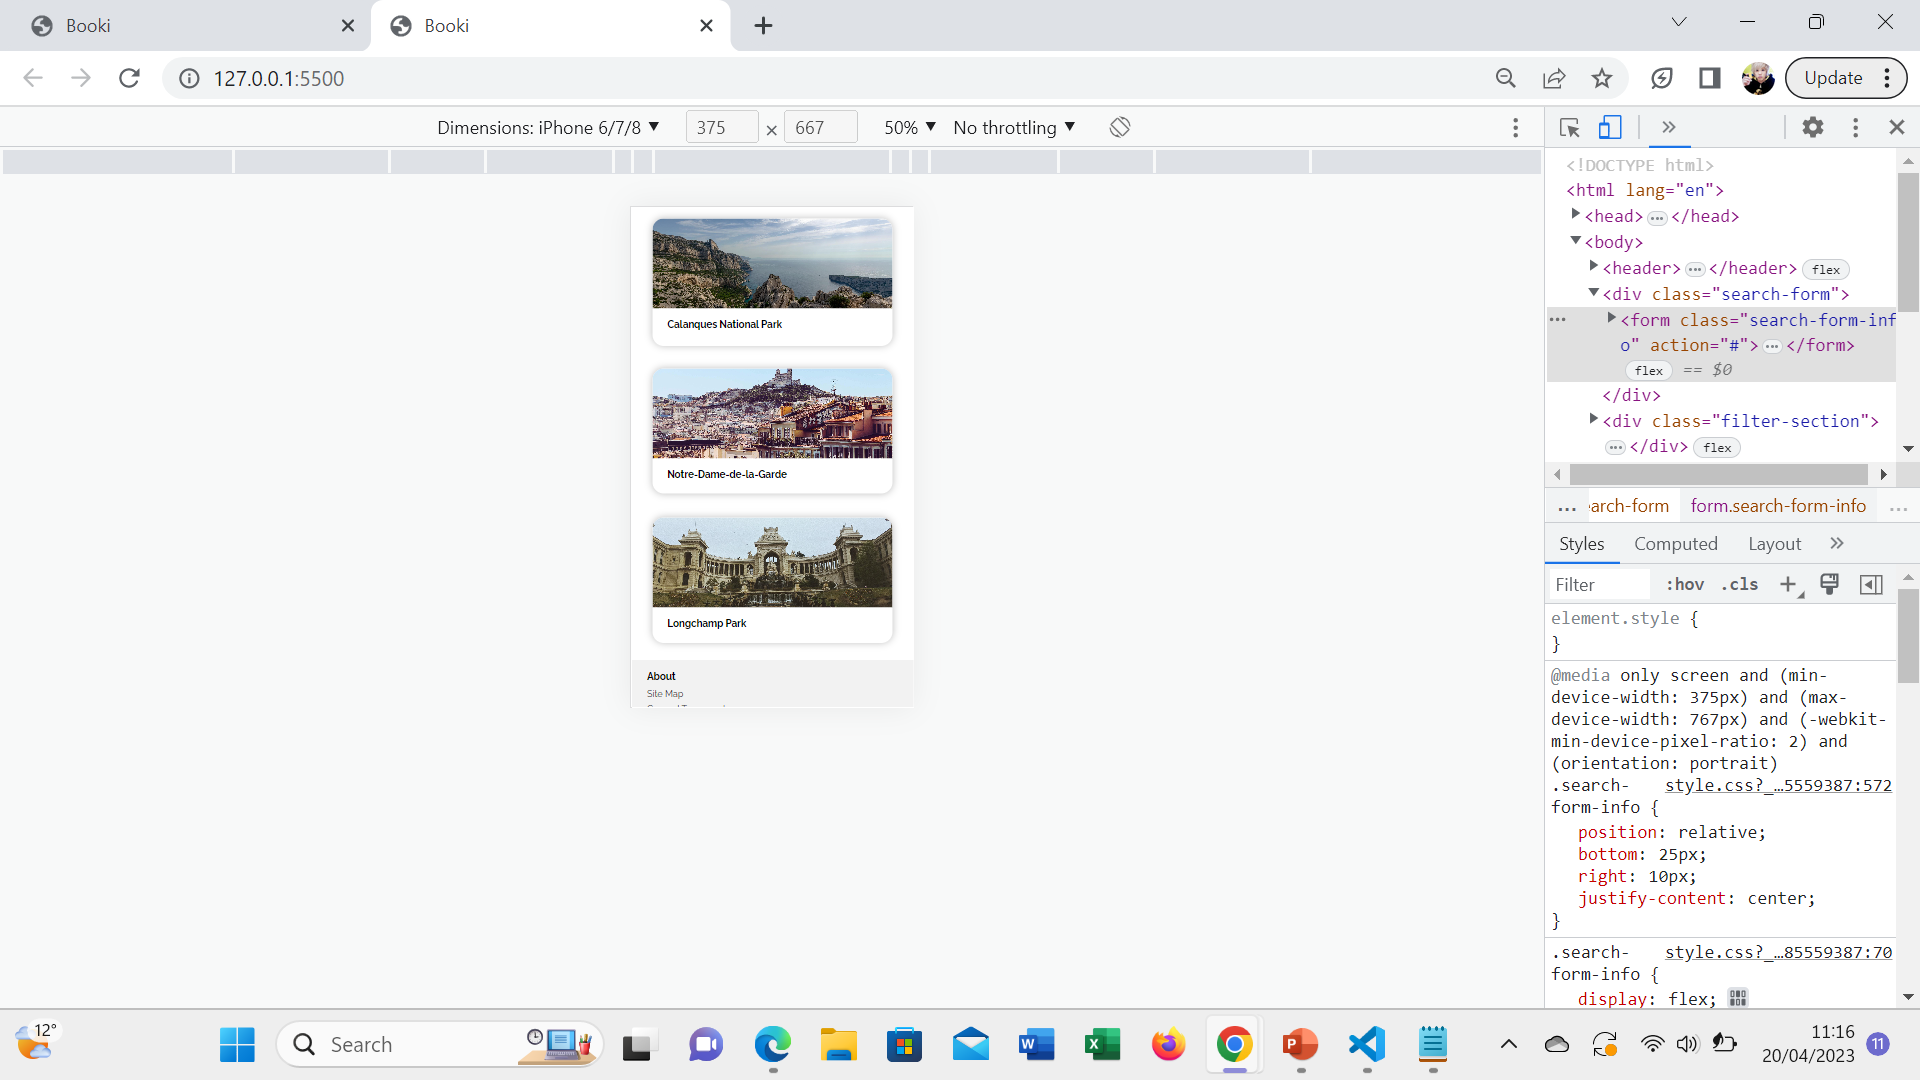 Booki
Booki
127.0.0.1:5500
Update
Dimensions: iPhone 6/7/8 ▼ 375 × 667 50% ▼ No throttling ▼
Calanques National Park
Notre-Dame-de-la-Garde
Longchamp Park
About
Site Map
<!DOCTYPE html>
<html lang="en">
<head>…</head>
<body>
<header>…</header> flex
<div class="search-form">
<form class="search-form-inf
o" action="#">…</form>
flex == $0
</div>
<div class="filter-section">
…</div> flex
… earch-form form.search-form-info …
Styles Computed Layout »
Filter :hov .cls +
element.style {
}
@media only screen and (min-
device-width: 375px) and (max-
device-width: 767px) and (-webkit-
min-device-pixel-ratio: 2) and
(orientation: portrait)
.search- style.css?_…5559387:572
form-info {
position: relative;
bottom: 25px;
right: 10px;
justify-content: center;
}
.search- style.css?_…85559387:70
form-info {
display: flex;
12°
Search
11:16
20/04/2023
11